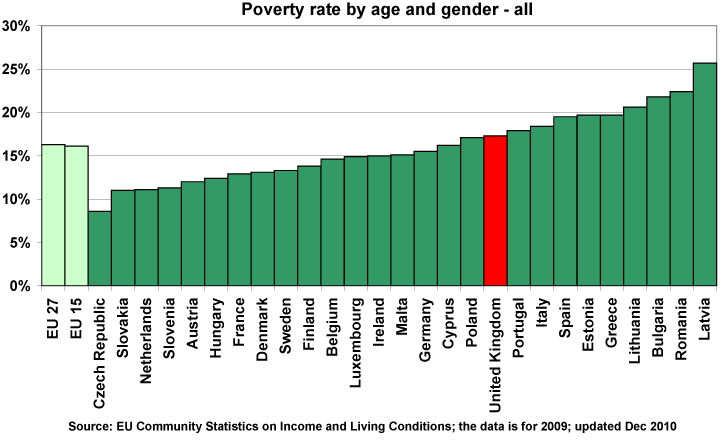 Poverty rate by age and gender - all
30%
25%
20%
15%
10%
5%
0%
EU 27
EU 15
Czech Republic
Slovakia
Netherlands
Slovenia
Austria
Hungary
France
Denmark
Sweden
Finland
Belgium
Luxembourg
Ireland
Malta
Germany
Cyprus
Poland
United Kingdom
Portugal
Italy
Spain
Estonia
Greece
Lithuania
Bulgaria
Romania
Latvia
Source: EU Community Statistics on Income and Living Conditions; the data is for 2009; updated Dec 2010